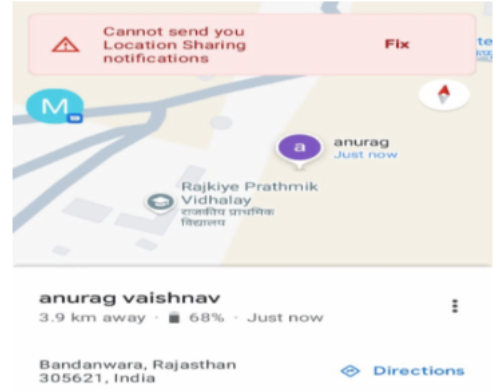 Cannot send you
Location Sharing
notifications
Fix
M
a
anurag
Just now
Rajkiye Prathmik
Vidhalay
राजकीय प्राथमिक
विद्यालय
anurag vaishnav
3.9 km away · 68% · Just now
Bandanwara, Rajasthan
305621, India
Directions